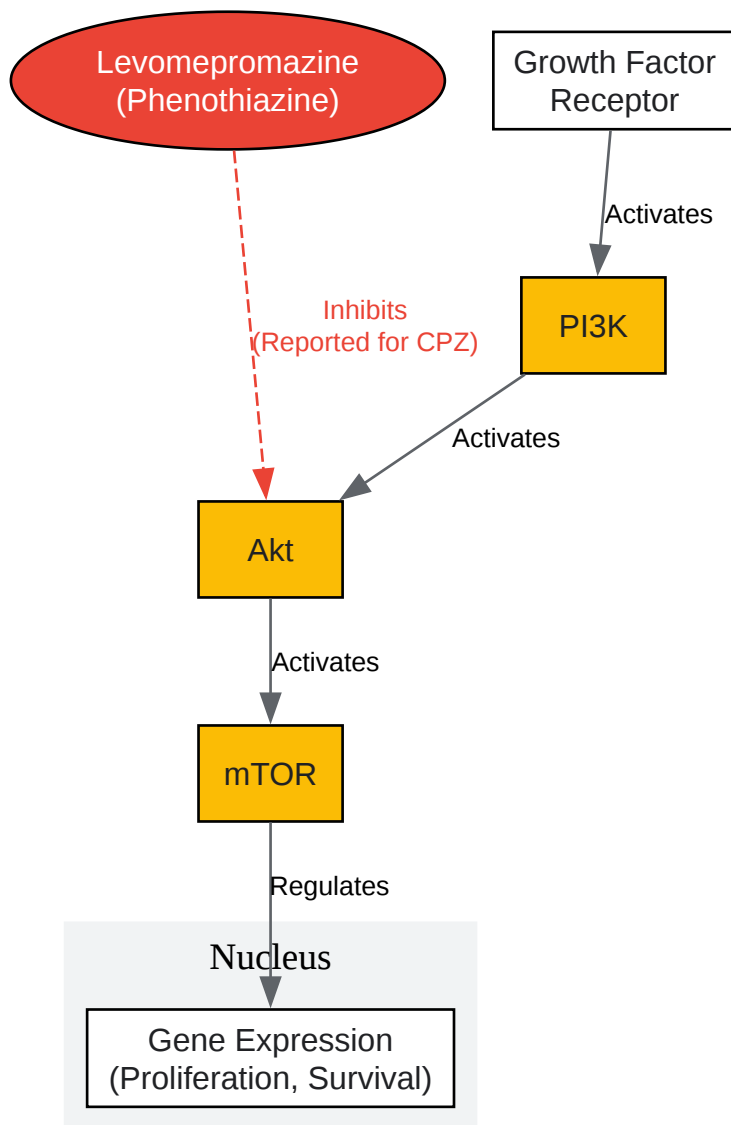 Levomepromazine
(Phenothiazine)
Growth Factor
Receptor
Activates
PI3K
Inhibits
(Reported for CPZ)
Activates
Akt
Activates
mTOR
Regulates
Nucleus
Gene Expression
(Proliferation, Survival)